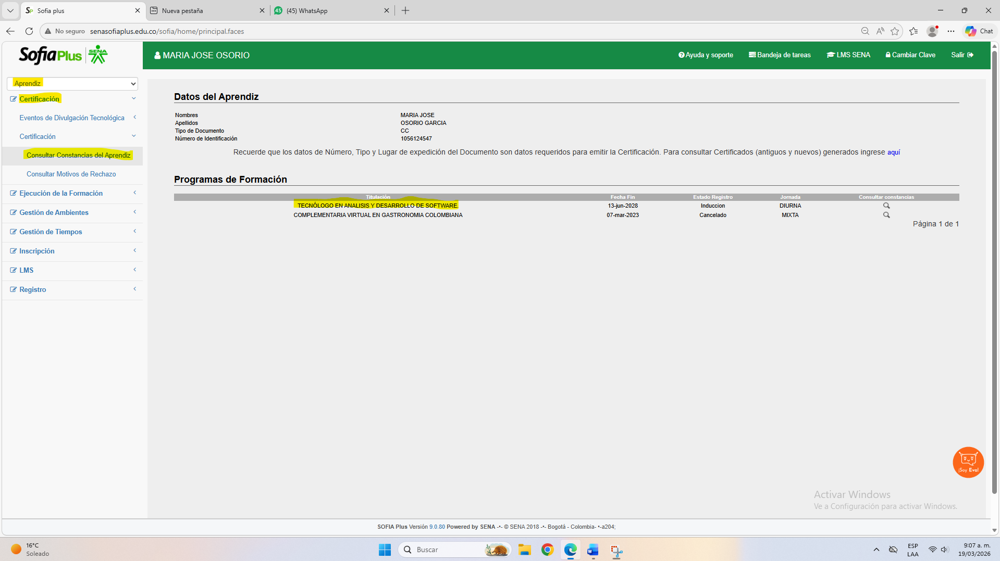 Sofia plus
Nueva pestaña
(45) WhatsApp
No seguro
senasofiaplus.edu.co/sofia/home/principal.faces
Chat
SofiaPlus
SENA
MARIA JOSE OSORIO
Ayuda y soporte
Bandeja de tareas
LMS SENA
Cambiar Clave
Salir
Aprendiz
Certificación
Eventos de Divulgación Tecnológica
Certificación
Consultar Constancias del Aprendiz
Consultar Motivos de Rechazo
Ejecución de la Formación
Gestión de Ambientes
Gestión de Tiempos
Inscripción
LMS
Registro
Datos del Aprendiz
Nombres MARIA JOSE
Apellidos OSORIO GARCIA
Tipo de Documento CC
Número de Identificación 1056124547
Recuerde que los datos de Número, Tipo y Lugar de expedición del Documento son datos requeridos para emitir la Certificación. Para consultar Certificados (antiguos y nuevos) generados ingrese aquí
Programas de Formación
Titulación Fecha Fin Estado Registro Jornada Consultar constancias
TECNÓLOGO EN ANALISIS Y DESARROLLO DE SOFTWARE. 13-jun-2028 Induccion DIURNA
COMPLEMENTARIA VIRTUAL EN GASTRONOMIA COLOMBIANA 07-mar-2023 Cancelado MIXTA
Página 1 de 1
¡Soy Eva!
Activar Windows
Ve a Configuración para activar Windows.
SOFIA Plus Versión 9.0.80 Powered by SENA -•- © SENA 2018 -•- Bogotá - Colombia- •-a204;
16°C
Soleado
Buscar
ESP
LAA
9:07 a. m.
19/03/2026